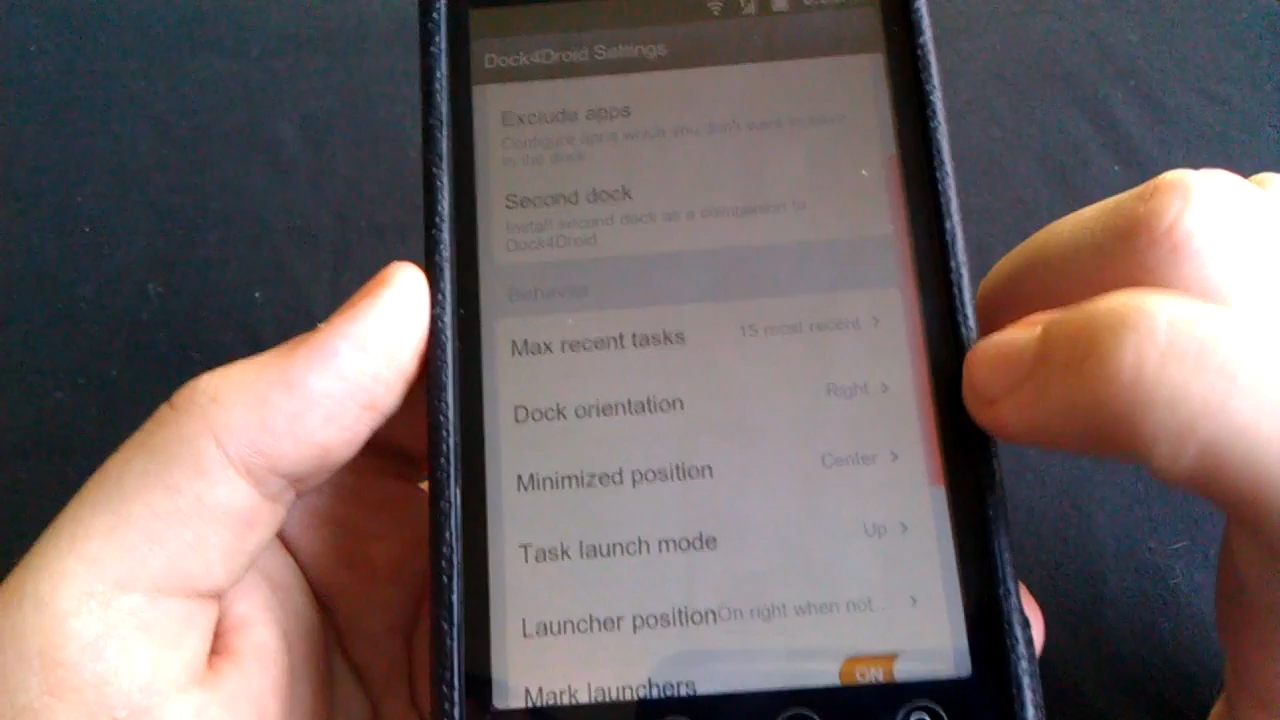 Dock4Droid Settings
Exclude apps
Configure apps which you don't want to have
in the dock
Second dock
Install second dock as a companion to
Dock4Droid
Behavior
Max recent tasks 15 most recent
Dock orientation Right
Minimized position Center
Task launch mode Up
Launcher position On right when not...
Mark launchers ON